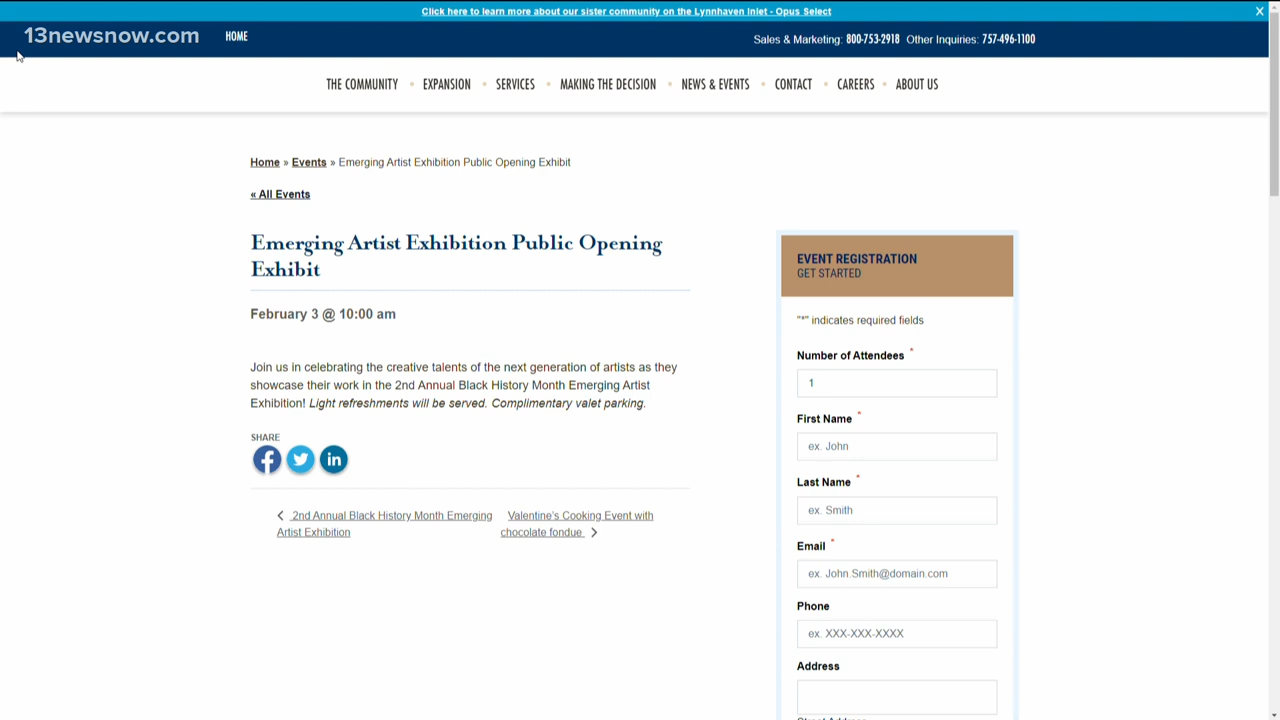 Click here to learn more about our sister community on the Lynnhaven Inlet - Opus Select
13newsnow.com
HOME
Sales & Marketing: 800-753-2918 Other Inquiries: 757-496-1100
THE COMMUNITY • EXPANSION • SERVICES • MAKING THE DECISION • NEWS & EVENTS • CONTACT • CAREERS • ABOUT US
Home » Events » Emerging Artist Exhibition Public Opening Exhibit
« All Events
Emerging Artist Exhibition Public Opening
Exhibit
February 3 @ 10:00 am
Join us in celebrating the creative talents of the next generation of artists as they
showcase their work in the 2nd Annual Black History Month Emerging Artist
Exhibition! Light refreshments will be served. Complimentary valet parking.
SHARE
2nd Annual Black History Month Emerging
Artist Exhibition
Valentine's Cooking Event with
chocolate fondue
EVENT REGISTRATION
GET STARTED
"*" indicates required fields
Number of Attendees *
1
First Name *
ex. John
Last Name *
ex. Smith
Email *
ex. John.Smith@domain.com
Phone
ex. XXX-XXX-XXXX
Address